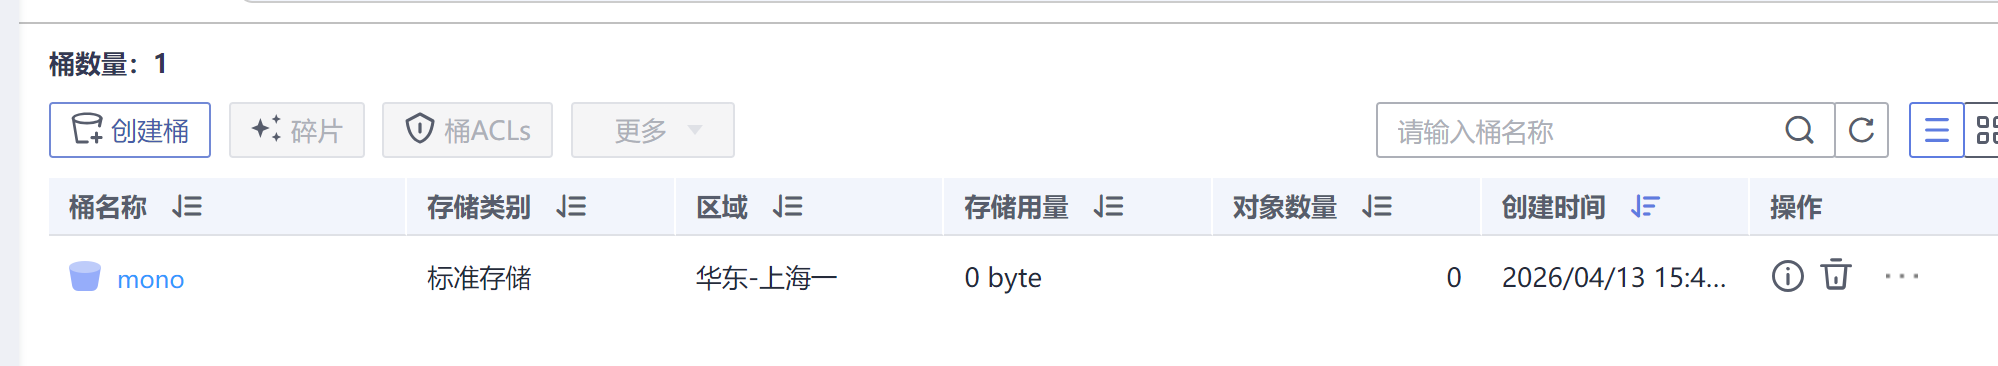 桶数量：1
创建桶 碎片 桶ACLs 更多 请输入桶名称
桶名称 存储类别 区域 存储用量 对象数量 创建时间 操作
mono 标准存储 华东-上海一 0 byte 0 2026/04/13 15:4...